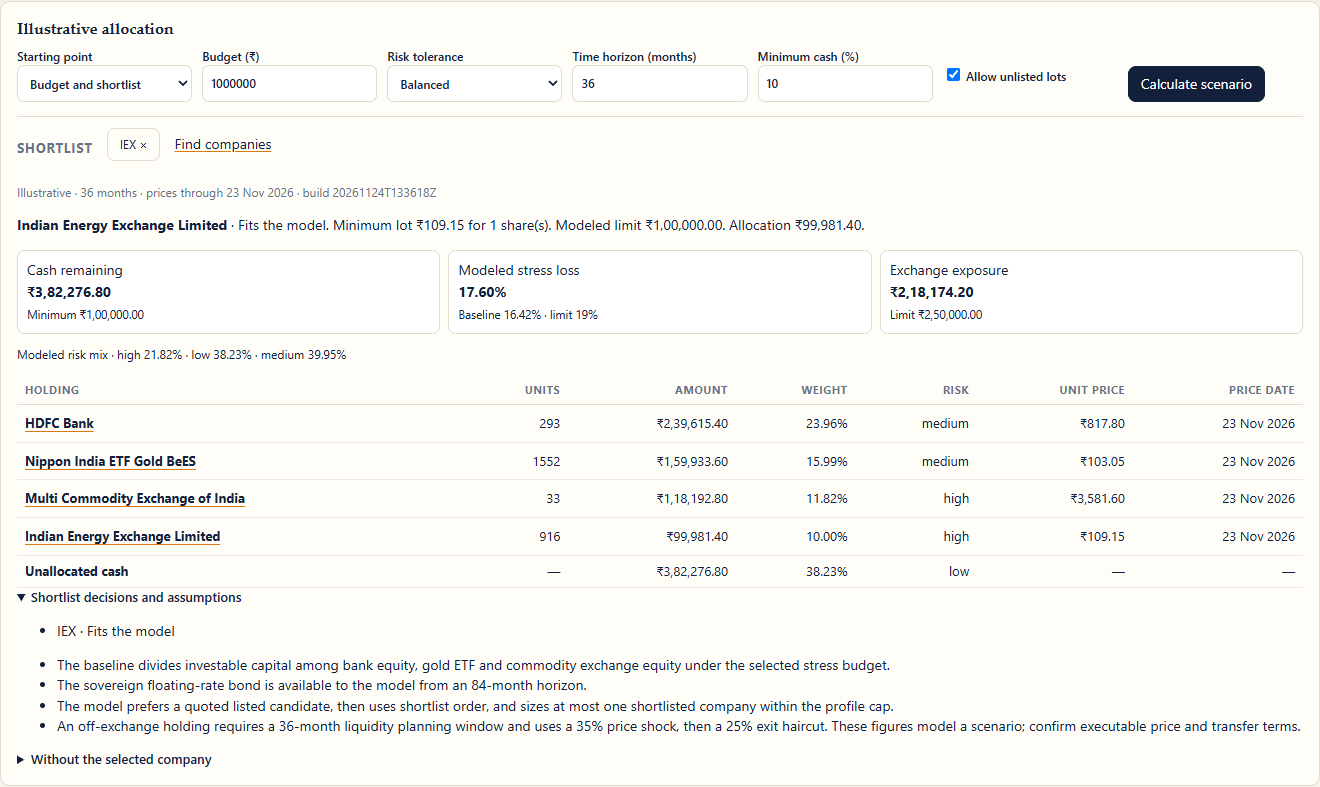 Illustrative allocation
Starting point
Budget (₹)
Risk tolerance
Time horizon (months)
Minimum cash (%)
Budget and shortlist
1000000
Balanced
36
10
Allow unlisted lots
Calculate scenario
SHORTLIST
IEX ×
Find companies
Illustrative · 36 months · prices through 23 Nov 2026 · build 20261124T133618Z
Indian Energy Exchange Limited · Fits the model. Minimum lot ₹109.15 for 1 share(s). Modeled limit ₹1,00,000.00. Allocation ₹99,981.40.
Cash remaining
₹3,82,276.80
Minimum ₹1,00,000.00
Modeled stress loss
17.60%
Baseline 16.42% · limit 19%
Exchange exposure
₹2,18,174.20
Limit ₹2,50,000.00
Modeled risk mix · high 21.82% · low 38.23% · medium 39.95%
HOLDING UNITS AMOUNT WEIGHT RISK UNIT PRICE PRICE DATE
HDFC Bank 293 ₹2,39,615.40 23.96% medium ₹817.80 23 Nov 2026
Nippon India ETF Gold BeES 1552 ₹1,59,933.60 15.99% medium ₹103.05 23 Nov 2026
Multi Commodity Exchange of India 33 ₹1,18,192.80 11.82% high ₹3,581.60 23 Nov 2026
Indian Energy Exchange Limited 916 ₹99,981.40 10.00% high ₹109.15 23 Nov 2026
Unallocated cash — ₹3,82,276.80 38.23% low — —
▼ Shortlist decisions and assumptions
• IEX · Fits the model
• The baseline divides investable capital among bank equity, gold ETF and commodity exchange equity under the selected stress budget.
• The sovereign floating-rate bond is available to the model from an 84-month horizon.
• The model prefers a quoted listed candidate, then uses shortlist order, and sizes at most one shortlisted company within the profile cap.
• An off-exchange holding requires a 36-month liquidity planning window and uses a 35% price shock, then a 25% exit haircut. These figures model a scenario; confirm executable price and transfer terms.
▶ Without the selected company